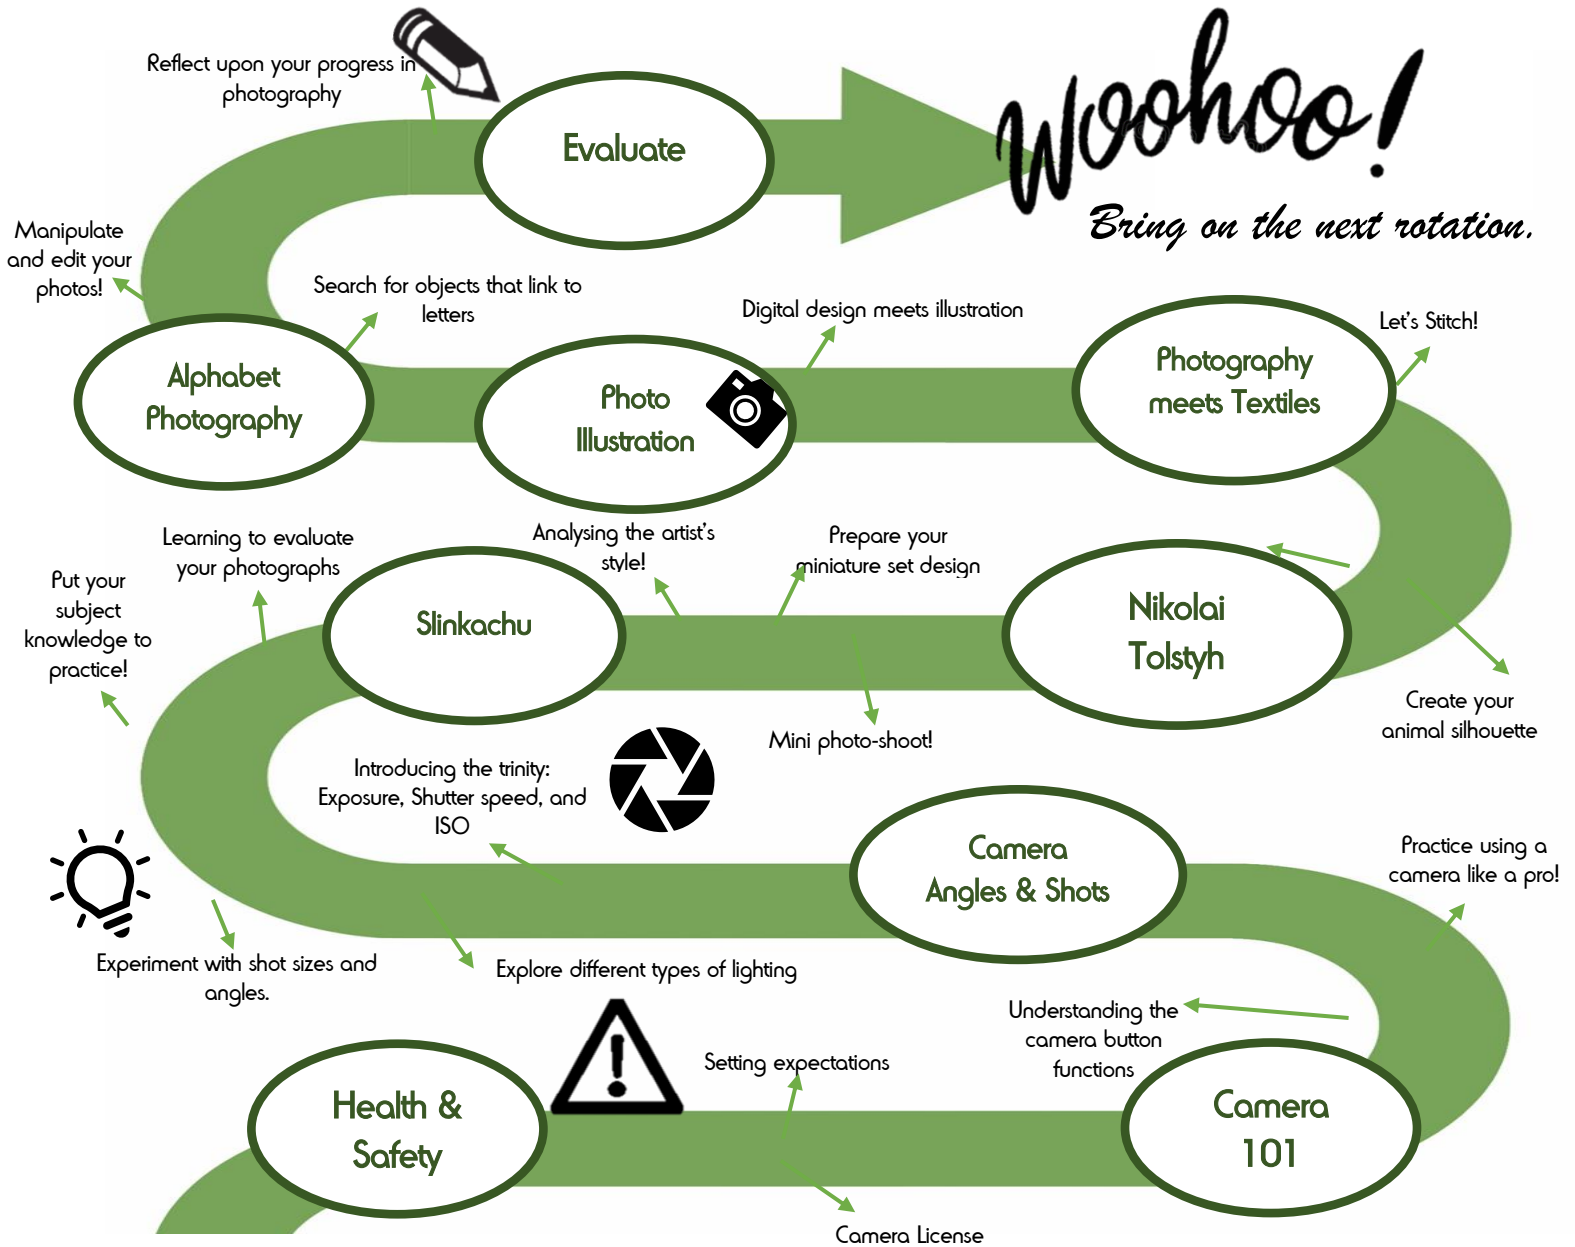 Reflect upon your progress in
photography
Evaluate
Woohoo!
Bring on the next rotation.
Manipulate
and edit your
photos!
Search for objects that link to
letters
Digital design meets illustration
Let's Stitch!
Alphabet
Photography
Photo
Illustration
Photography
meets Textiles
Learning to evaluate
your photographs
Analysing the artist's
style!
Prepare your
miniature set design
Put your
subject
knowledge to
practice!
Slinkachu
Nikolai
Tolstyh
Create your
animal silhouette
Mini photo-shoot!
Introducing the trinity:
Exposure, Shutter speed, and
ISO
Camera
Angles & Shots
Practice using a
camera like a pro!
Experiment with shot sizes and
angles.
Explore different types of lighting
Understanding the
camera button
functions
Setting expectations
Health &
Safety
Camera
101
Camera License